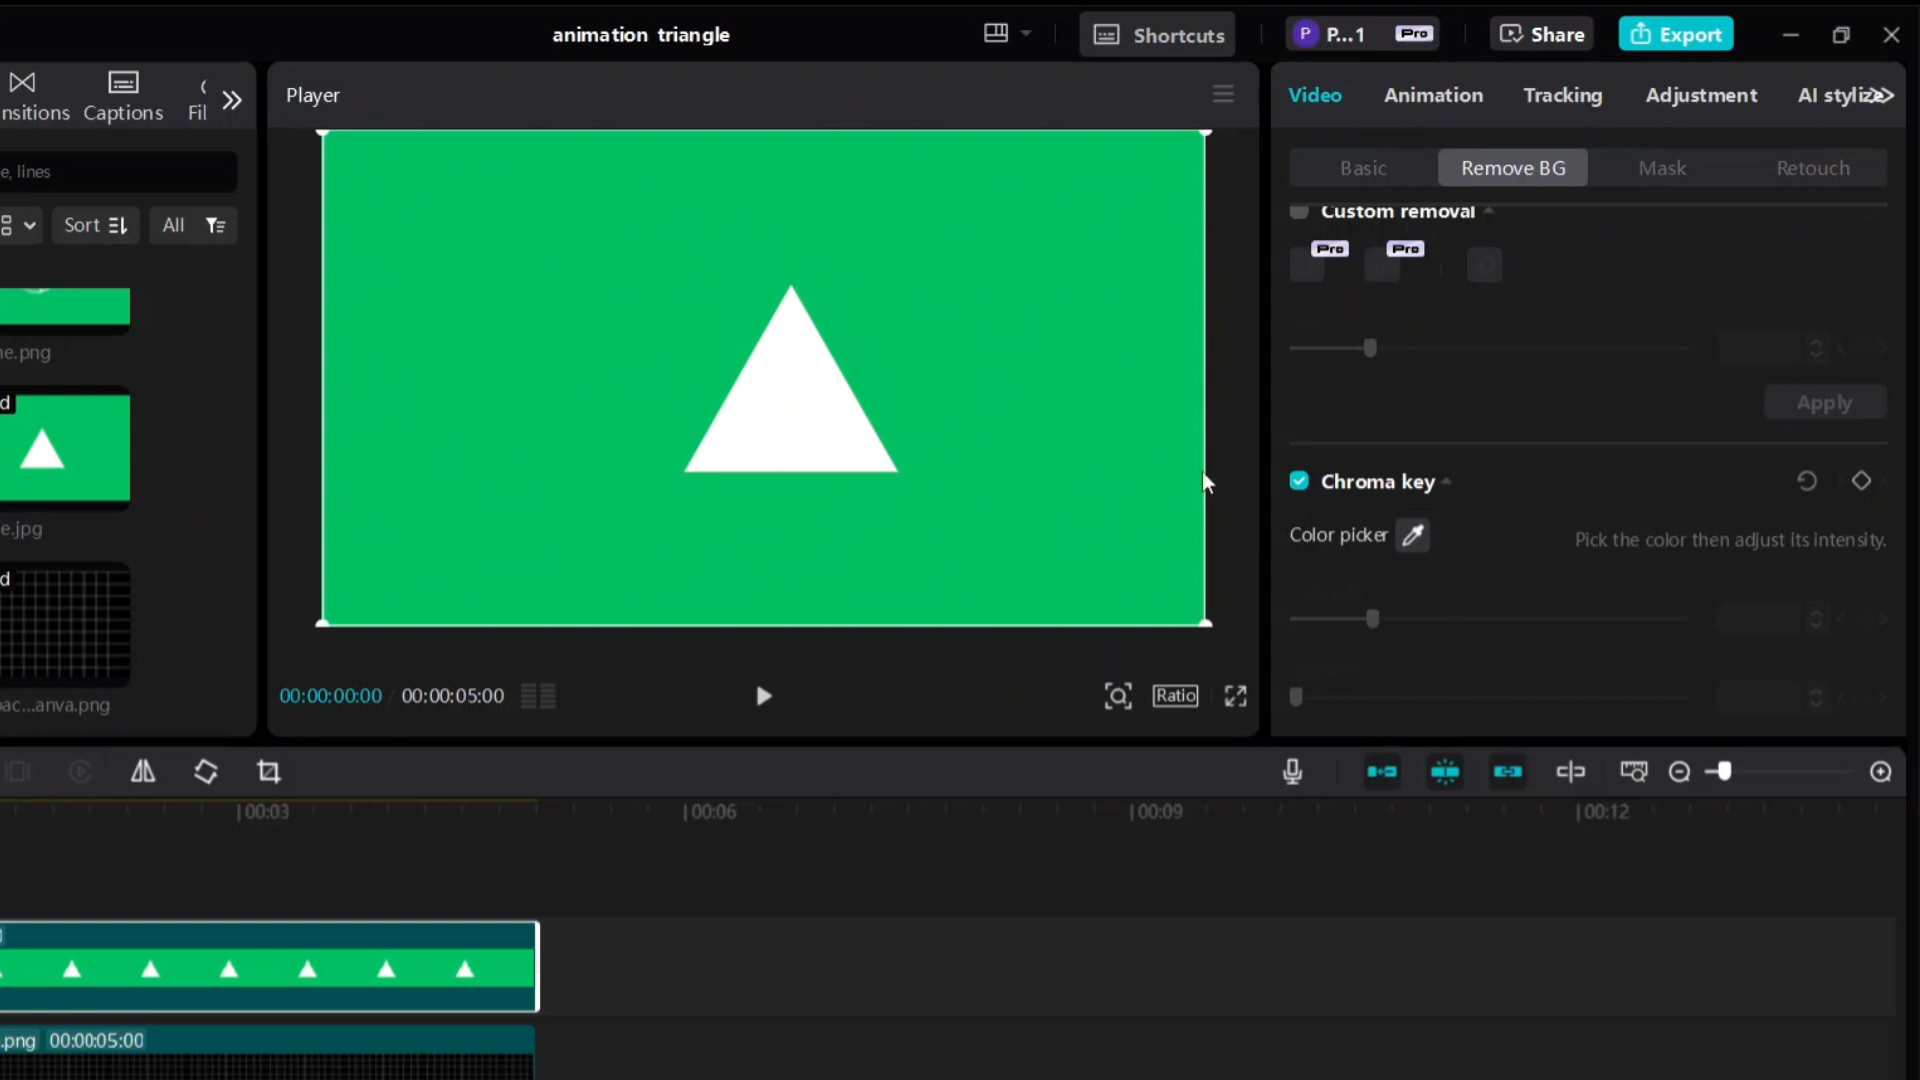 animation triangle
Shortcuts
P P...1 Pro
Share
Export
nsitions
Captions
Fil
e, lines
Sort
All
e.png
d
e.jpg
d
ac...anva.png
Player
00:00:00:00
00:00:05:00
Ratio
Video
Animation
Tracking
Adjustment
AI stylize
Basic
Remove BG
Mask
Retouch
Custom removal
Pro
Pro
Apply
Chroma key
Color picker
Pick the color then adjust its intensity.
00:03
00:06
00:09
00:12
.png 00:00:05:00